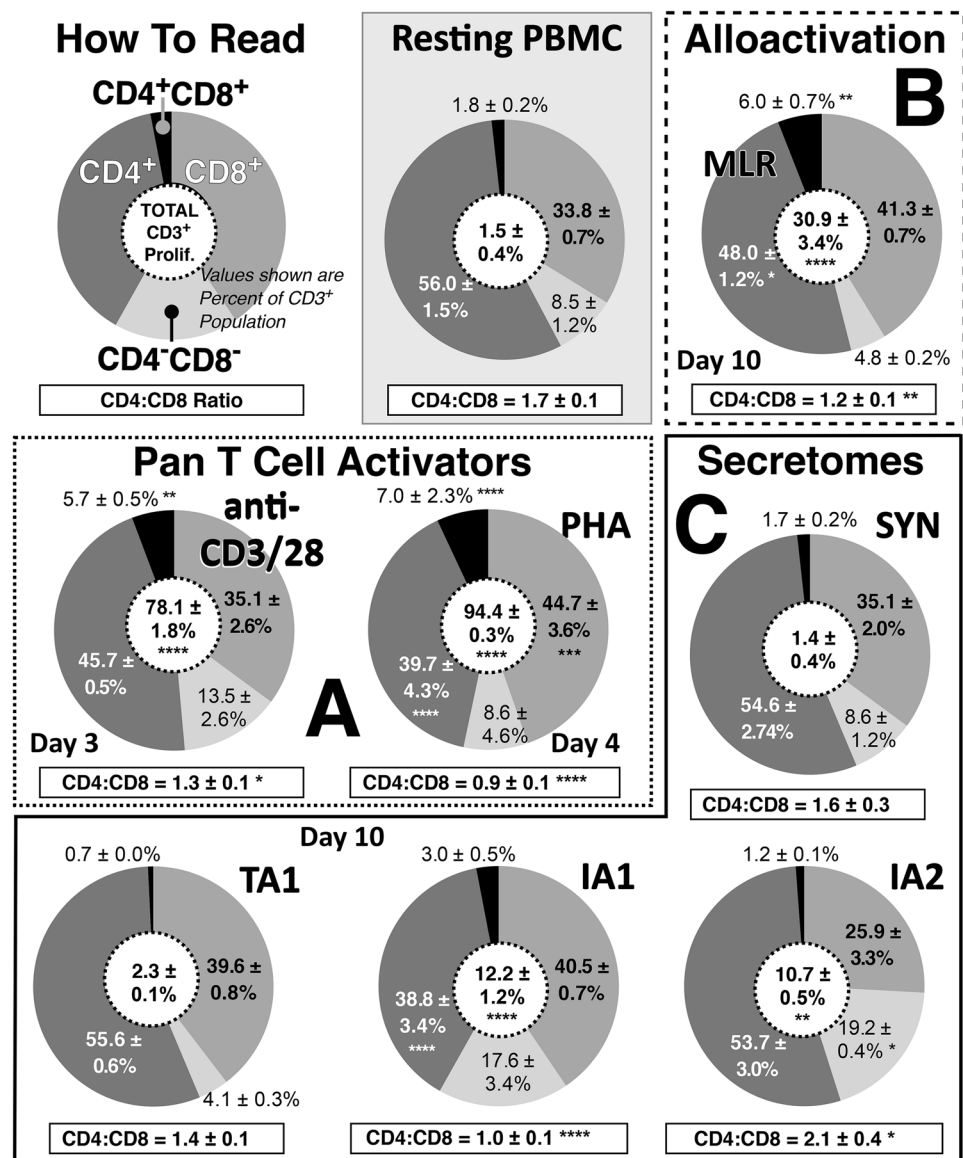 How To Read
CD4⁺CD8⁺
CD4⁺
CD8⁺
TOTAL
CD3⁺
Prolif.
Values shown are
Percent of CD3⁺
Population
CD4⁻CD8⁻
CD4:CD8 Ratio
Resting PBMC
1.8 ± 0.2%
33.8 ±
0.7%
1.5 ±
0.4%
56.0 ±
1.5%
8.5 ±
1.2%
CD4:CD8 = 1.7 ± 0.1
Alloactivation
B
6.0 ± 0.7% **
MLR
41.3 ±
0.7%
30.9 ±
3.4%
****
48.0 ±
1.2% *
4.8 ± 0.2%
Day 10
CD4:CD8 = 1.2 ± 0.1 **
Pan T Cell Activators
5.7 ± 0.5% **
anti-
CD3/28
35.1 ±
2.6%
78.1 ±
1.8%
****
45.7 ±
0.5%
13.5 ±
2.6%
Day 3
CD4:CD8 = 1.3 ± 0.1 *
A
7.0 ± 2.3% ****
PHA
44.7 ±
3.6%
***
94.4 ±
0.3%
****
39.7 ±
4.3%
****
8.6 ±
4.6%
Day 4
CD4:CD8 = 0.9 ± 0.1 ****
Secretomes
C
1.7 ± 0.2%
SYN
35.1 ±
2.0%
1.4 ±
0.4%
54.6 ±
2.74%
8.6 ±
1.2%
CD4:CD8 = 1.6 ± 0.3
Day 10
0.7 ± 0.0%
TA1
39.6 ±
0.8%
2.3 ±
0.1%
55.6 ±
0.6%
4.1 ± 0.3%
CD4:CD8 = 1.4 ± 0.1
3.0 ± 0.5%
IA1
40.5 ±
0.7%
12.2 ±
1.2%
****
38.8 ±
3.4%
****
17.6 ±
3.4%
CD4:CD8 = 1.0 ± 0.1 ****
1.2 ± 0.1%
IA2
25.9 ±
3.3%
10.7 ±
0.5%
**
19.2 ±
0.4% *
53.7 ±
3.0%
CD4:CD8 = 2.1 ± 0.4 *